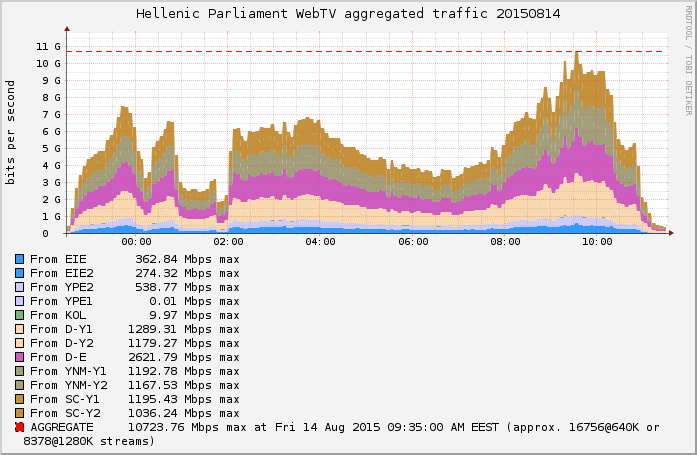 Hellenic Parliament WebTV aggregated traffic 20150814
RRDTOOL / TOBI OETIKER
bits per second
11 G
10 G
9 G
8 G
7 G
6 G
5 G
4 G
3 G
2 G
1 G
0
00:00 02:00 04:00 06:00 08:00 10:00
From EIE 362.84 Mbps max
From EIE2 274.32 Mbps max
From YPE2 538.77 Mbps max
From YPE1 0.01 Mbps max
From KOL 9.97 Mbps max
From D-Y1 1289.31 Mbps max
From D-Y2 1179.27 Mbps max
From D-E 2621.79 Mbps max
From YNM-Y1 1192.78 Mbps max
From YNM-Y2 1167.53 Mbps max
From SC-Y1 1195.43 Mbps max
From SC-Y2 1036.24 Mbps max
AGGREGATE 10723.76 Mbps max at Fri 14 Aug 2015 09:35:00 AM EEST (approx. 16756@640K or
8378@1280K streams)